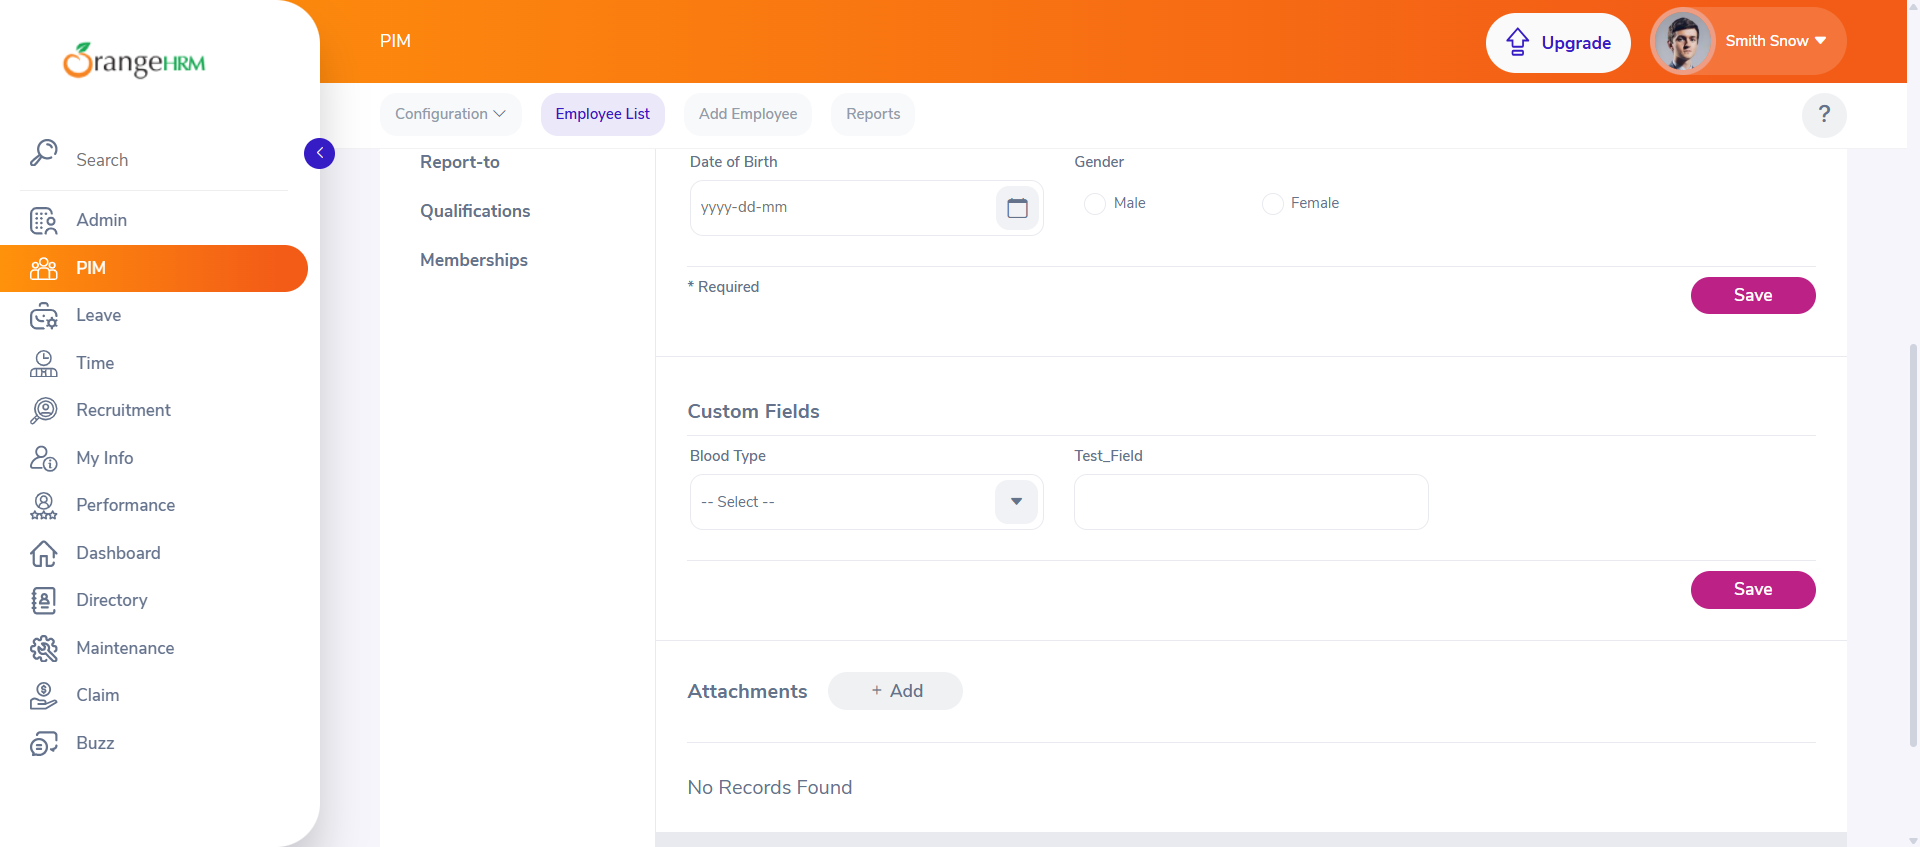 OrangeHRM
PIM
Upgrade
Smith Snow
Configuration
Employee List
Add Employee
Reports
?
Search
Admin
PIM
Leave
Time
Recruitment
My Info
Performance
Dashboard
Directory
Maintenance
Claim
Buzz
Report-to
Qualifications
Memberships
Date of Birth
Gender
yyyy-dd-mm
Male
Female
* Required
Save
Custom Fields
Blood Type
Test_Field
-- Select --
Save
Attachments
+ Add
No Records Found